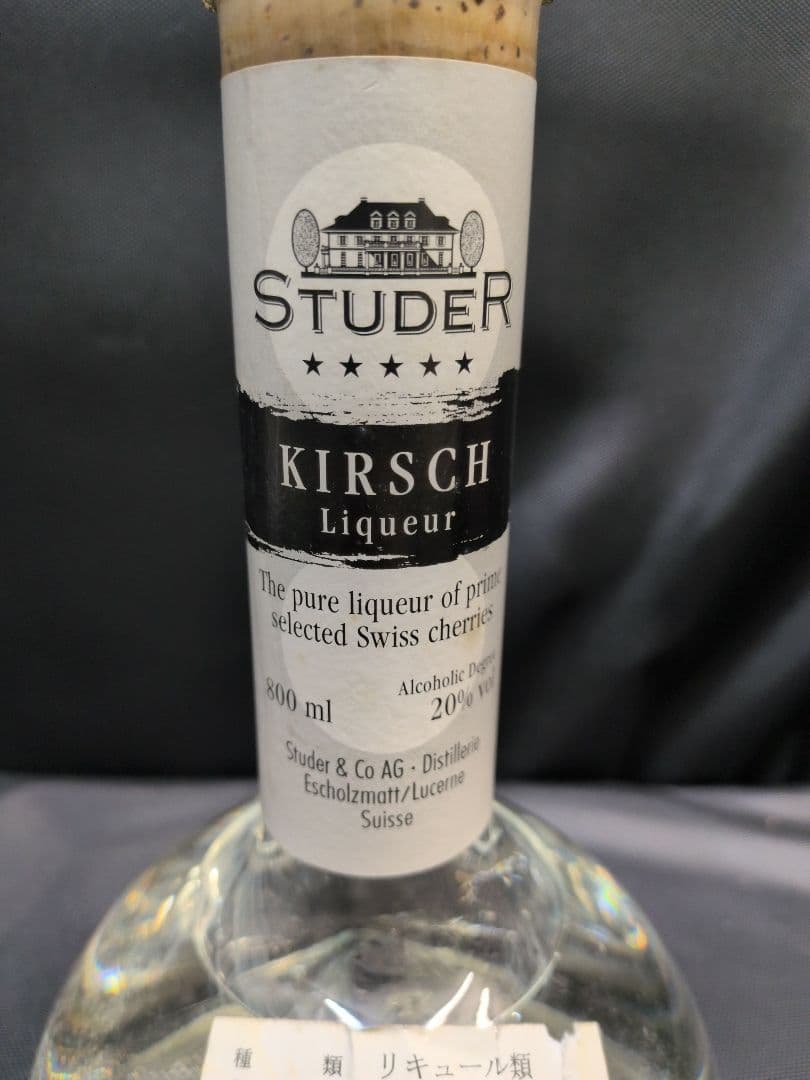 STUDER
★★★★★
KIRSCH
Liqueur
The pure liqueur of prime
selected Swiss cherries
800 ml
Alcoholic Degree
20% vol
Studer & Co AG · Distillerie
Escholzmatt/Lucerne
Suisse
種 類 リキュール類